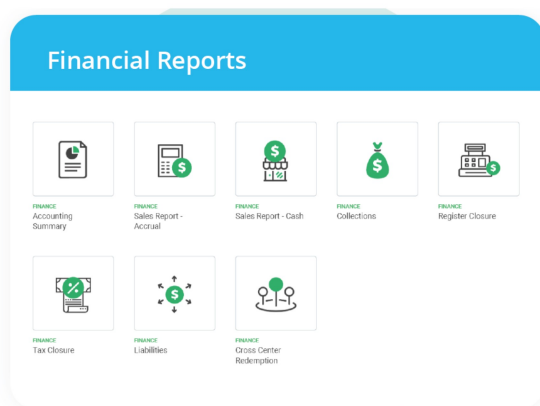 Financial Reports
FINANCE
Accounting
Summary
FINANCE
Sales Report -
Accrual
FINANCE
Sales Report - Cash
FINANCE
Collections
FINANCE
Register Closure
FINANCE
Tax Closure
FINANCE
Liabilities
FINANCE
Cross Center
Redemption